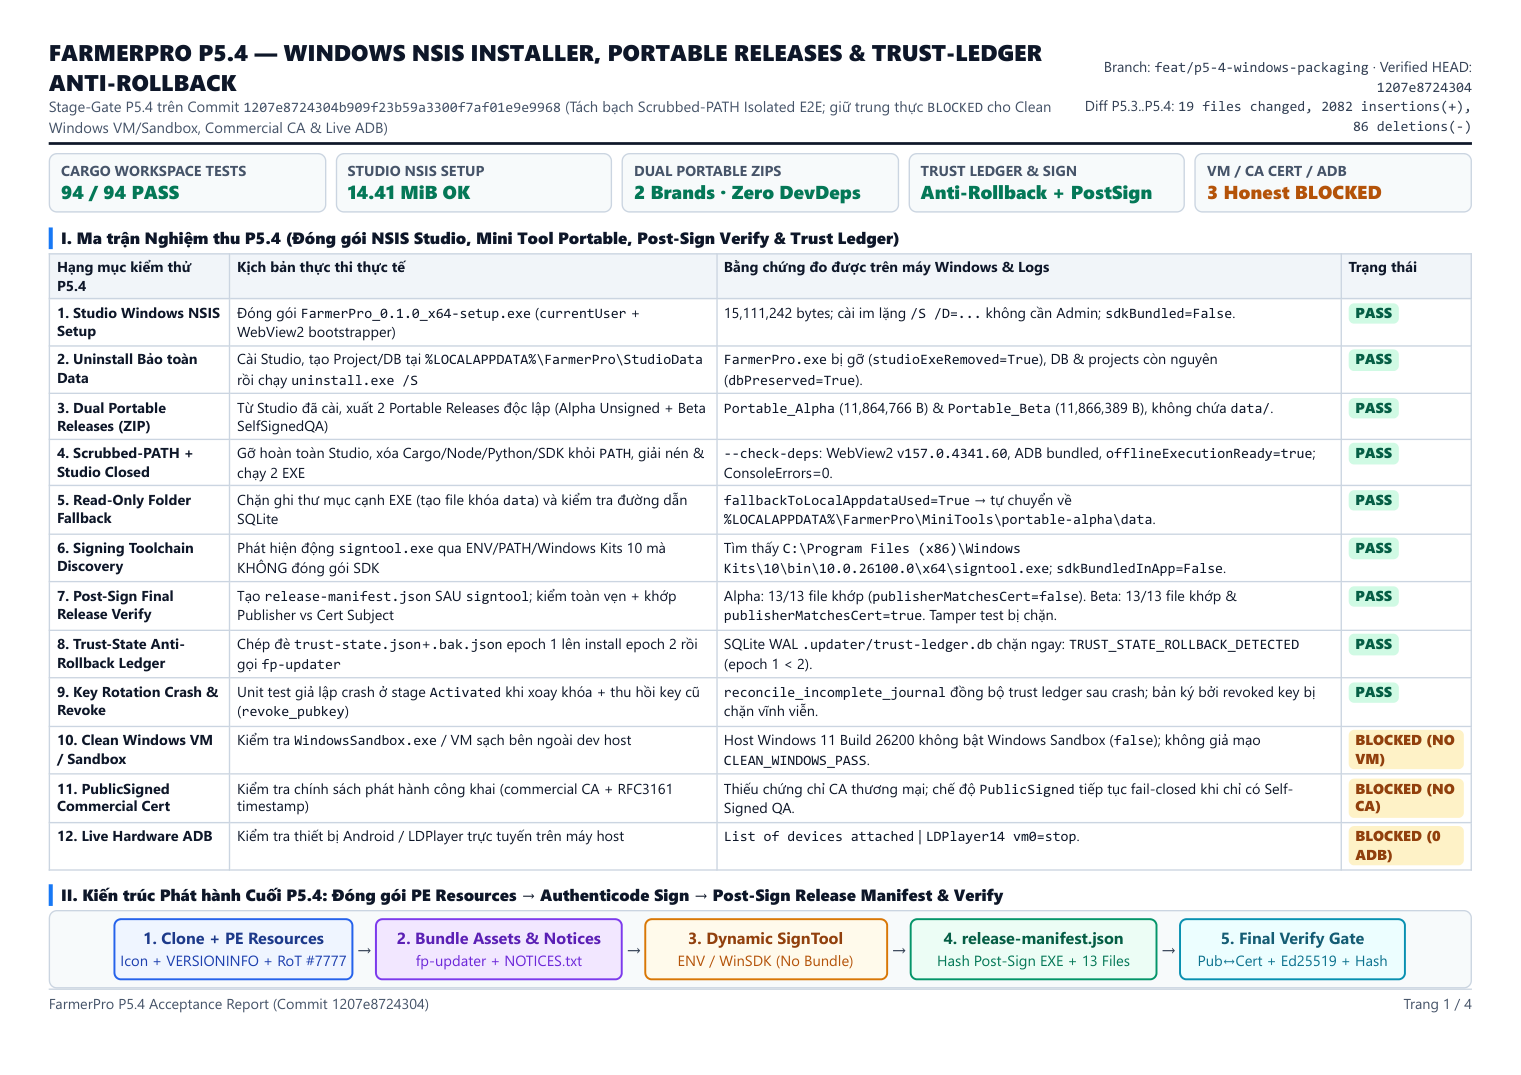 FARMERPRO P5.4 — WINDOWS NSIS INSTALLER, PORTABLE RELEASES & TRUST-LEDGER
ANTI-ROLLBACK
Stage-Gate P5.4 trên Commit 1207e8724304b909f23b59a3300f7af01e9e9968 (Tách bạch Scrubbed-PATH Isolated E2E; giữ trung thực BLOCKED cho Clean
Windows VM/Sandbox, Commercial CA & Live ADB)
Branch: feat/p5-4-windows-packaging · Verified HEAD:
1207e8724304
Diff P5.3..P5.4: 19 files changed, 2082 insertions(+),
86 deletions(-)
CARGO WORKSPACE TESTS
94 / 94 PASS
STUDIO NSIS SETUP
14.41 MiB OK
DUAL PORTABLE ZIPS
2 Brands · Zero DevDeps
TRUST LEDGER & SIGN
Anti-Rollback + PostSign
VM / CA CERT / ADB
3 Honest BLOCKED
I. Ma trận Nghiệm thu P5.4 (Đóng gói NSIS Studio, Mini Tool Portable, Post-Sign Verify & Trust Ledger)
Hạng mục kiểm thử
P5.4
Kịch bản thực thi thực tế
Bằng chứng đo được trên máy Windows & Logs
Trạng thái
1. Studio Windows NSIS
Setup
Đóng gói FarmerPro_0.1.0_x64-setup.exe (currentUser +
WebView2 bootstrapper)
15,111,242 bytes; cài im lặng /S /D=... không cần Admin; sdkBundled=False.
PASS
2. Uninstall Bảo toàn
Data
Cài Studio, tạo Project/DB tại %LOCALAPPDATA%\FarmerPro\StudioData
rồi chạy uninstall.exe /S
FarmerPro.exe bị gỡ (studioExeRemoved=True), DB & projects còn nguyên
(dbPreserved=True).
PASS
3. Dual Portable
Releases (ZIP)
Từ Studio đã cài, xuất 2 Portable Releases độc lập (Alpha Unsigned + Beta
SelfSignedQA)
Portable_Alpha (11,864,766 B) & Portable_Beta (11,866,389 B), không chứa data/.
PASS
4. Scrubbed-PATH +
Studio Closed
Gỡ hoàn toàn Studio, xóa Cargo/Node/Python/SDK khỏi PATH, giải nén &
chạy 2 EXE
--check-deps: WebView2 v157.0.4341.60, ADB bundled, offlineExecutionReady=true;
ConsoleErrors=0.
PASS
5. Read-Only Folder
Fallback
Chặn ghi thư mục cạnh EXE (tạo file khóa data) và kiểm tra đường dẫn
SQLite
fallbackToLocalAppdataUsed=True → tự chuyển về
%LOCALAPPDATA%\FarmerPro\MiniTools\portable-alpha\data.
PASS
6. Signing Toolchain
Discovery
Phát hiện động signtool.exe qua ENV/PATH/Windows Kits 10 mà
KHÔNG đóng gói SDK
Tìm thấy C:\Program Files (x86)\Windows
Kits\10\bin\10.0.26100.0\x64\signtool.exe; sdkBundledInApp=False.
PASS
7. Post-Sign Final
Release Verify
Tạo release-manifest.json SAU signtool; kiểm toàn vẹn + khớp
Publisher vs Cert Subject
Alpha: 13/13 file khớp (publisherMatchesCert=false). Beta: 13/13 file khớp &
publisherMatchesCert=true. Tamper test bị chặn.
PASS
8. Trust-State Anti-
Rollback Ledger
Chép đè trust-state.json+.bak.json epoch 1 lên install epoch 2 rồi
gọi fp-updater
SQLite WAL .updater/trust-ledger.db chặn ngay: TRUST_STATE_ROLLBACK_DETECTED
(epoch 1 < 2).
PASS
9. Key Rotation Crash &
Revoke
Unit test giả lập crash ở stage Activated khi xoay khóa + thu hồi key cũ
(revoke_pubkey)
reconcile_incomplete_journal đồng bộ trust ledger sau crash; bản ký bởi revoked key bị
chặn vĩnh viễn.
PASS
10. Clean Windows VM
/ Sandbox
Kiểm tra WindowsSandbox.exe / VM sạch bên ngoài dev host
Host Windows 11 Build 26200 không bật Windows Sandbox (false); không giả mạo
CLEAN_WINDOWS_PASS.
BLOCKED (NO
VM)
11. PublicSigned
Commercial Cert
Kiểm tra chính sách phát hành công khai (commercial CA + RFC3161
timestamp)
Thiếu chứng chỉ CA thương mại; chế độ PublicSigned tiếp tục fail-closed khi chỉ có Self-
Signed QA.
BLOCKED (NO
CA)
12. Live Hardware ADB
Kiểm tra thiết bị Android / LDPlayer trực tuyến trên máy host
List of devices attached | LDPlayer14 vm0=stop.
BLOCKED (0
ADB)
II. Kiến trúc Phát hành Cuối P5.4: Đóng gói PE Resources → Authenticode Sign → Post-Sign Release Manifest & Verify
1. Clone + PE Resources
Icon + VERSIONINFO + RoT #7777
→
2. Bundle Assets & Notices
fp-updater + NOTICES.txt
→
3. Dynamic SignTool
ENV / WinSDK (No Bundle)
→
4. release-manifest.json
Hash Post-Sign EXE + 13 Files
→
5. Final Verify Gate
Pub↔Cert + Ed25519 + Hash
FarmerPro P5.4 Acceptance Report (Commit 1207e8724304)
Trang 1 / 4